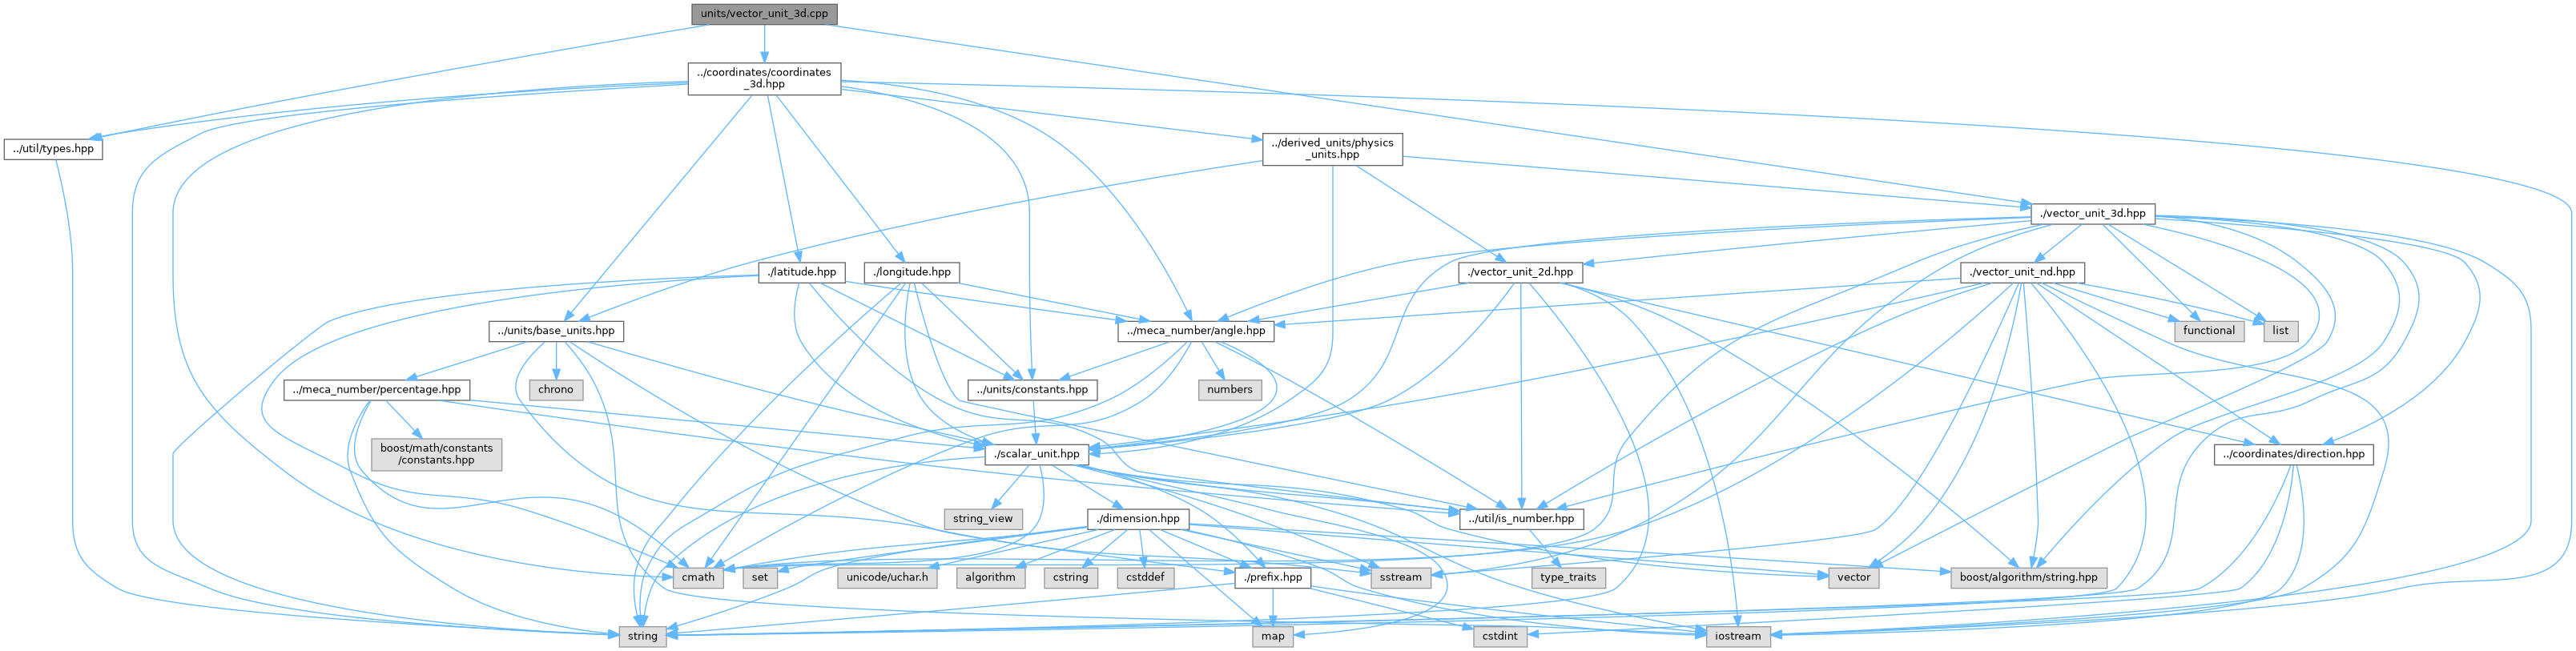 units/vector_unit_3d.cpp
../coordinates/coordinates
_3d.hpp
../util/types.hpp
../derived_units/physics
_units.hpp
./vector_unit_3d.hpp
./latitude.hpp
./longitude.hpp
./vector_unit_2d.hpp
./vector_unit_nd.hpp
../units/base_units.hpp
../meca_number/angle.hpp
functional
list
../meca_number/percentage.hpp
chrono
../units/constants.hpp
numbers
boost/math/constants
/constants.hpp
./scalar_unit.hpp
../coordinates/direction.hpp
string_view
./dimension.hpp
../util/is_number.hpp
cmath
set
unicode/uchar.h
algorithm
cstring
cstddef
./prefix.hpp
sstream
type_traits
vector
boost/algorithm/string.hpp
string
map
cstdint
iostream